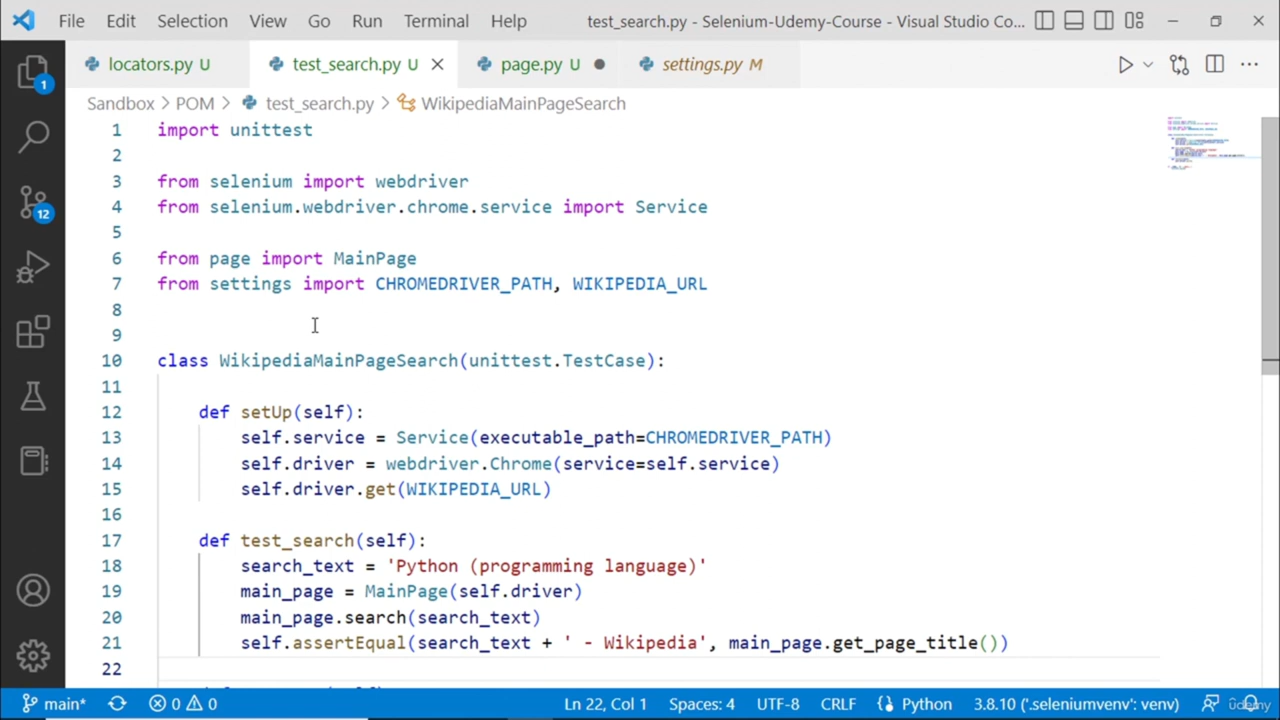 File Edit Selection View Go Run Terminal Help test_search.py - Selenium-Udemy-Course - Visual Studio Co...
locators.py U test_search.py U page.py U settings.py M
Sandbox > POM > test_search.py > WikipediaMainPageSearch
1 import unittest
2
3 from selenium import webdriver
4 from selenium.webdriver.chrome.service import Service
5
6 from page import MainPage
7 from settings import CHROMEDRIVER_PATH, WIKIPEDIA_URL
8
9
10 class WikipediaMainPageSearch(unittest.TestCase):
11
12 def setUp(self):
13 self.service = Service(executable_path=CHROMEDRIVER_PATH)
14 self.driver = webdriver.Chrome(service=self.service)
15 self.driver.get(WIKIPEDIA_URL)
16
17 def test_search(self):
18 search_text = 'Python (programming language)'
19 main_page = MainPage(self.driver)
20 main_page.search(search_text)
21 self.assertEqual(search_text + ' - Wikipedia', main_page.get_page_title())
22
1
12
main* 0 0 Ln 22, Col 1 Spaces: 4 UTF-8 CRLF Python 3.8.10 ('.seleniumvenv': venv)
udemy